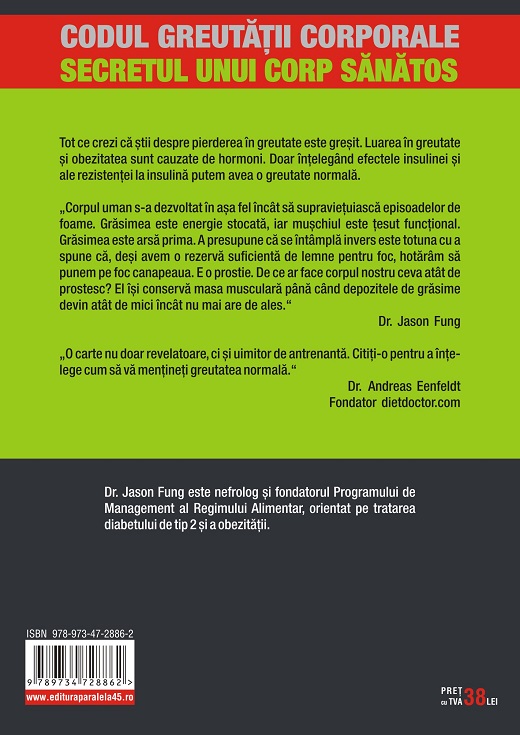 CODUL GREUTĂȚII CORPORALE
SECRETUL UNUI CORP SĂNĂTOS
Tot ce crezi că știi despre pierderea în greutate este greșit. Luarea în greutate
și obezitatea sunt cauzate de hormoni. Doar înțelegând efectele insulinei și
ale rezistenței la insulină putem avea o greutate normală.
„Corpul uman s-a dezvoltat în așa fel încât să supraviețuiască episoadelor de
foame. Grăsimea este energie stocată, iar mușchiul este țesut funcțional.
Grăsimea este arsă prima. A presupune că se întâmplă invers este totuna cu a
spune că, deși avem o rezervă suficientă de lemne pentru foc, hotărâm să
punem pe foc canapeaua. E o prostie. De ce ar face corpul nostru ceva atât de
prostesc? El își conservă masa musculară până când depozitele de grăsime
devin atât de mici încât nu mai are de ales.“
Dr. Jason Fung
„O carte nu doar revelatoare, ci și uimitor de antrenantă. Citiți-o pentru a înțe-
lege cum să vă mențineți greutatea normală.“
Dr. Andreas Eenfeldt
Fondator dietdoctor.com
Dr. Jason Fung este nefrolog și fondatorul Programului de
Management al Regimului Alimentar, orientat pe tratarea
diabetului de tip 2 și a obezității.
ISBN 978-973-47-2886-2
9 789734 728862
www.edituraparalela45.ro
PREȚ
cu TVA 38 LEI